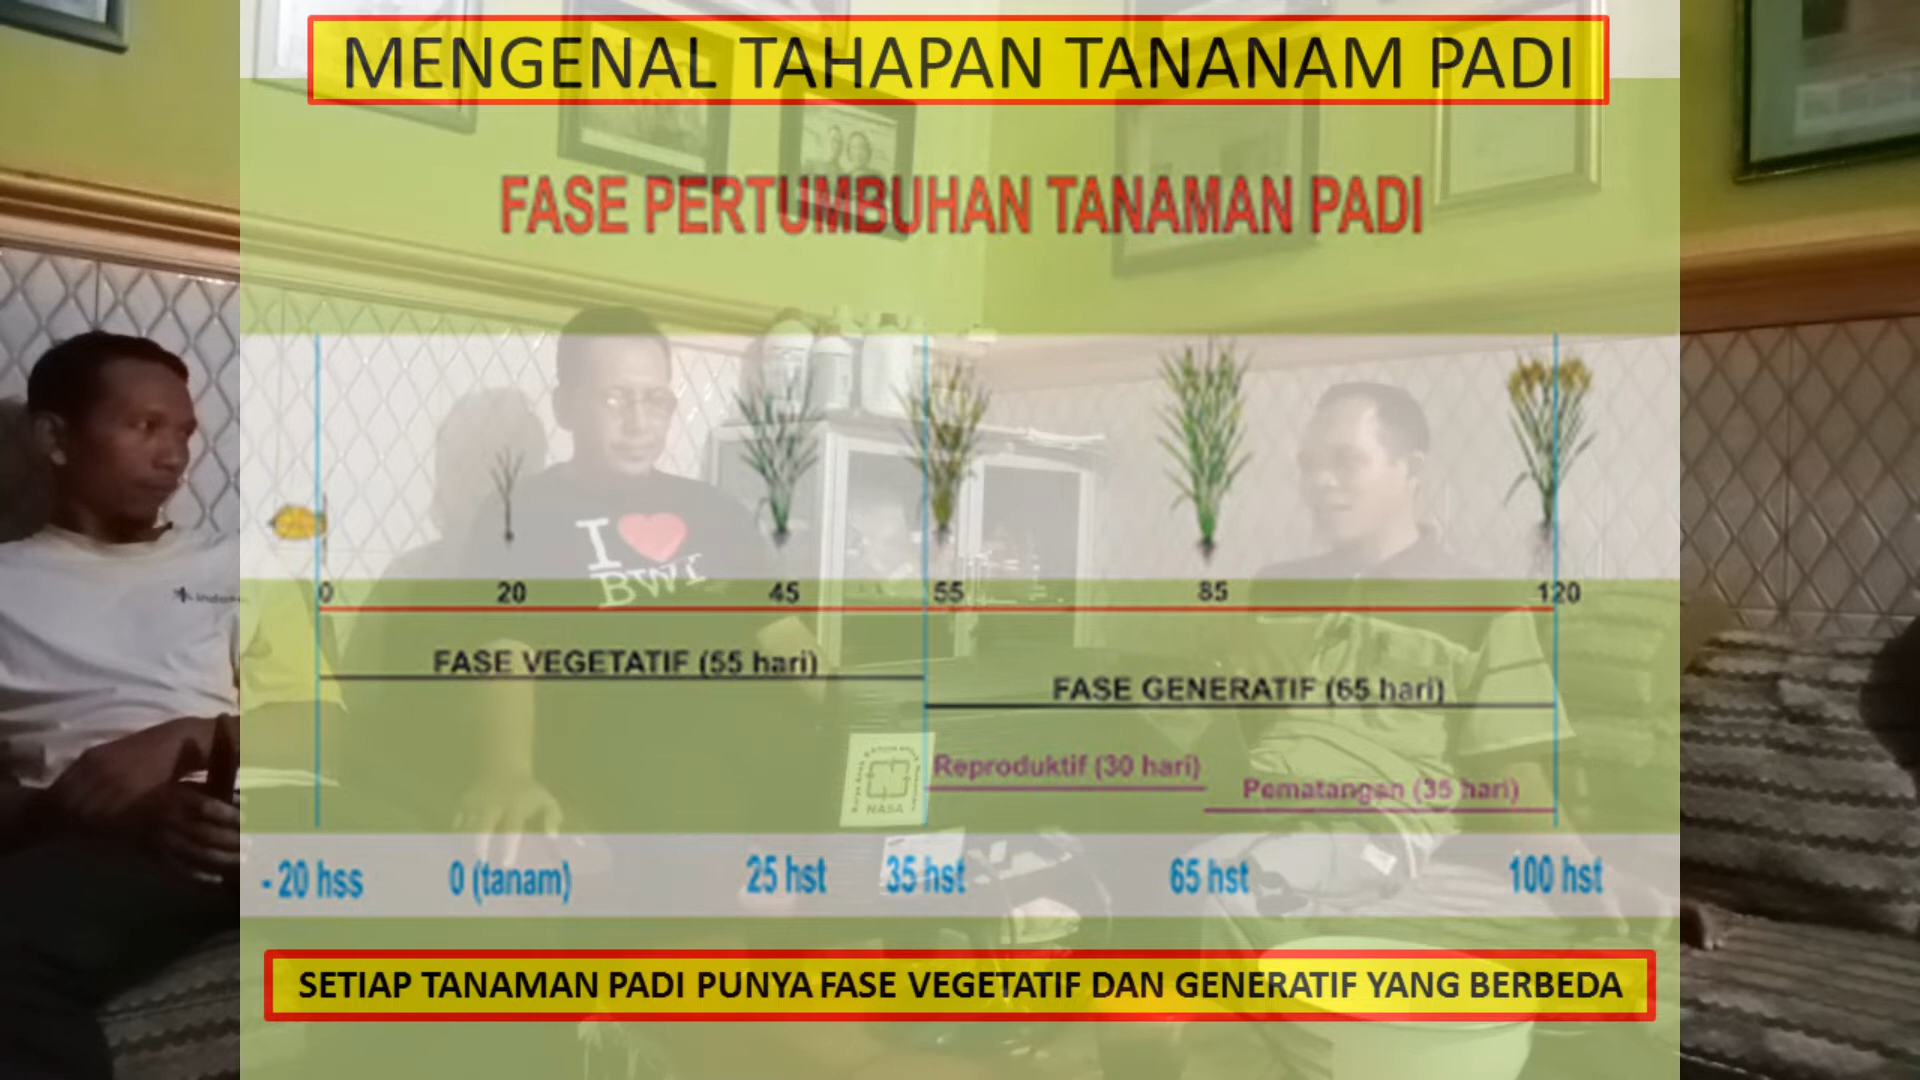 MENGENAL TAHAPAN TANANAM PADI
FASE PERTUMBUHAN TANAMAN PADI
I
BWI
0 20 45 55 85 120
FASE VEGETATIF (55 hari)
FASE GENERATIF (65 hari)
Reproduktif (30 hari)
Pematangan (35 hari)
NASA
- 20 hss 0 (tanam) 25 hst 35 hst 65 hst 100 hst
SETIAP TANAMAN PADI PUNYA FASE VEGETATIF DAN GENERATIF YANG BERBEDA